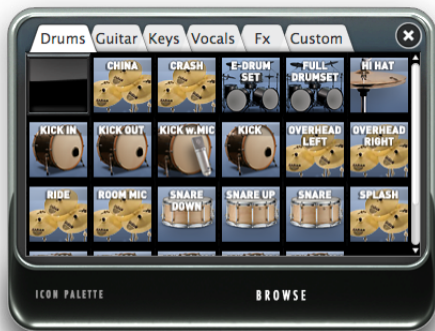 Drums Guitar Keys Vocals Fx Custom
CHINA
CRASH
E-DRUM
SET
FULL
DRUMSET
HI HAT
KICK IN
KICK OUT
KICK w.MIC
KICK
OVERHEAD
LEFT
OVERHEAD
RIGHT
RIDE
ROOM MIC
SNARE
DOWN
SNARE UP
SNARE
SPLASH
ICON PALETTE
BROWSE